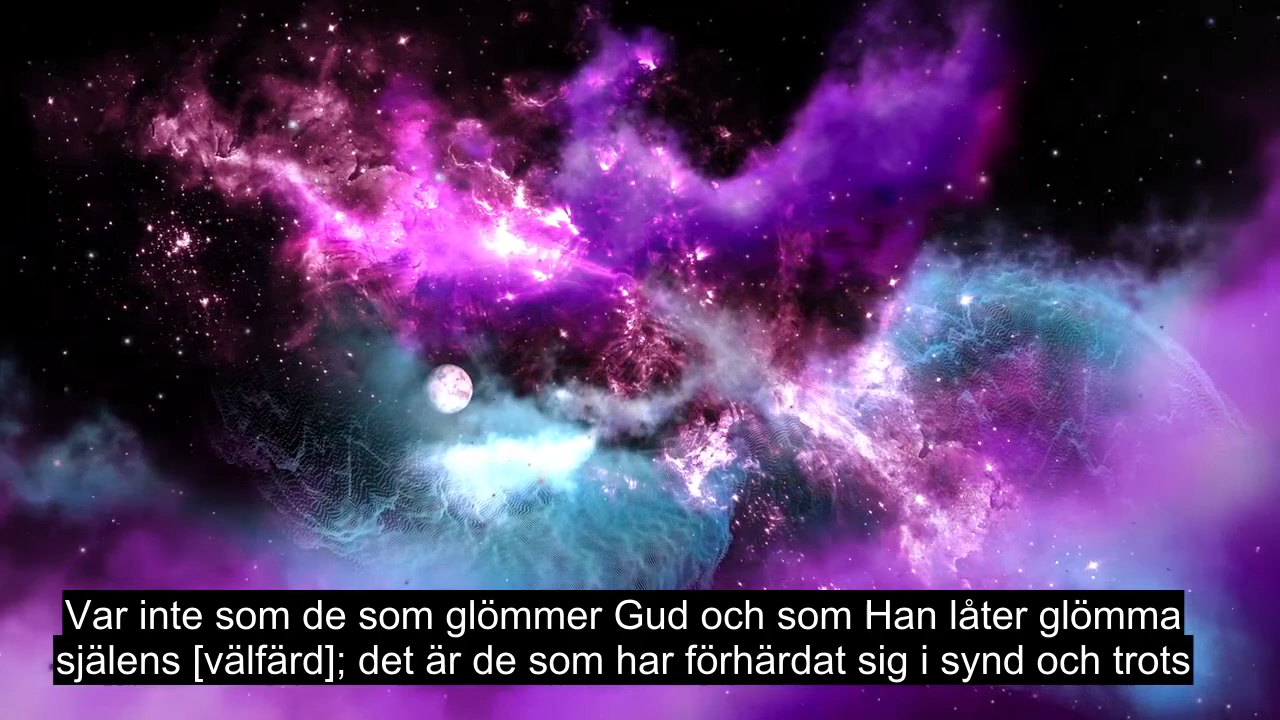 Var inte som de som glömmer Gud och som Han låter glömma
själens [välfärd]; det är de som har förhärdat sig i synd och trots